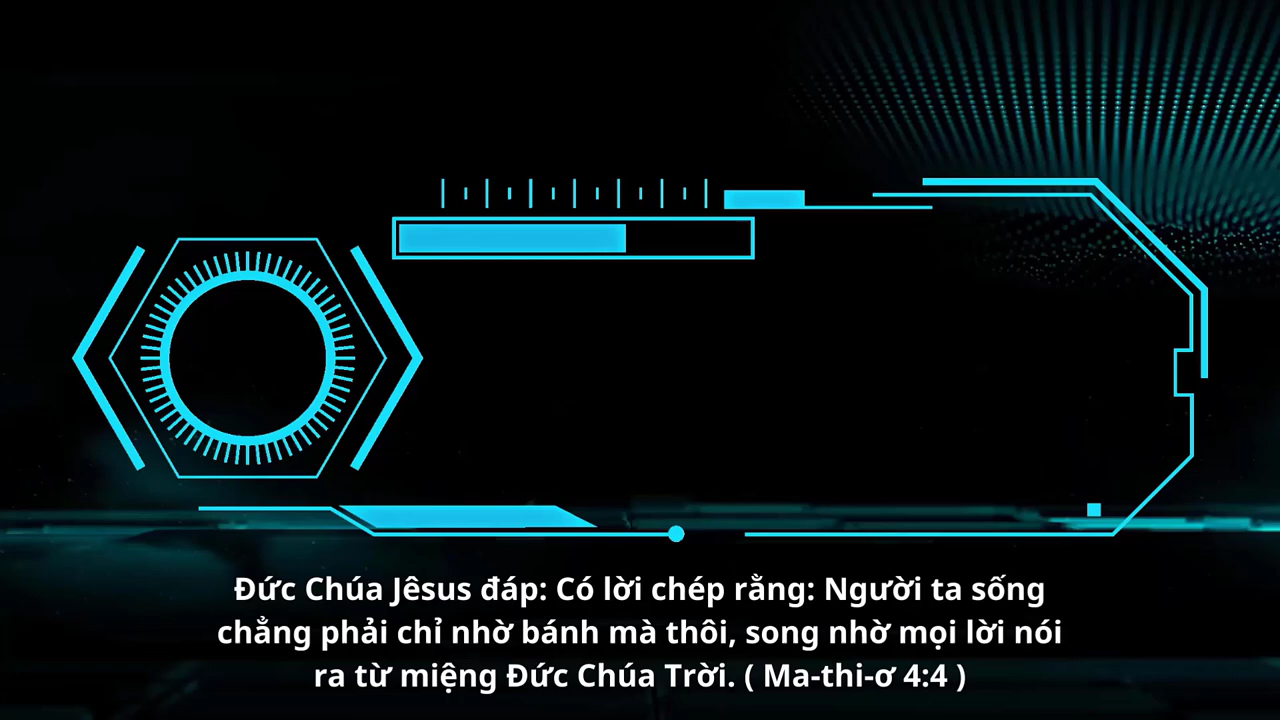 Đức Chúa Jêsus đáp: Có lời chép rằng: Người ta sống
chẳng phải chỉ nhờ bánh mà thôi, song nhờ mọi lời nói
ra từ miệng Đức Chúa Trời. ( Ma-thi-ơ 4:4 )